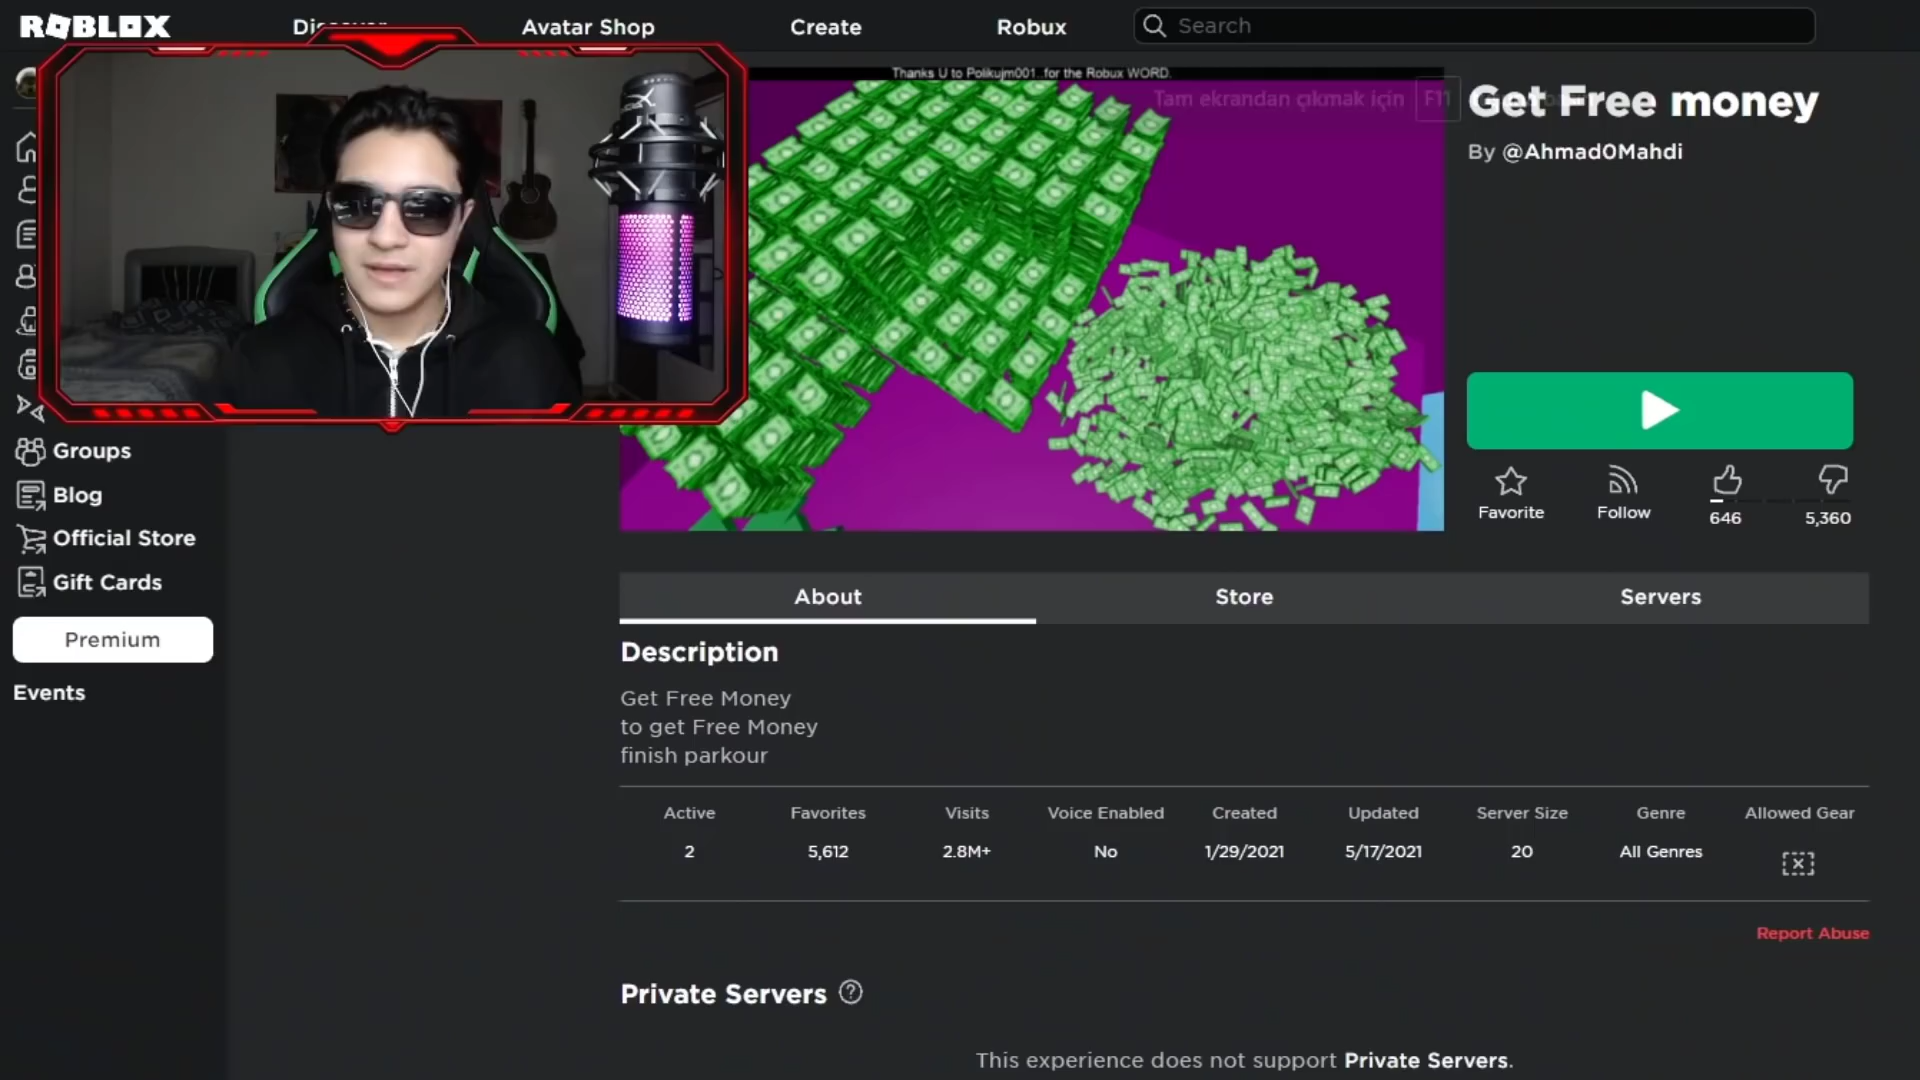 ROBLOX
Avatar Shop
Create
Robux
Search
Thanks U to Polikujm001..for the Robux WORD.
Tam ekrandan çıkmak için F11
Get Free money
By @Ahmad0Mahdi
Groups
Blog
Official Store
Gift Cards
Premium
Events
Favorite
Follow
646
5,360
About
Store
Servers
Description
Get Free Money
to get Free Money
finish parkour
Active Favorites Visits Voice Enabled Created Updated Server Size Genre Allowed Gear
2 5,612 2.8M+ No 1/29/2021 5/17/2021 20 All Genres
Report Abuse
Private Servers
This experience does not support Private Servers.